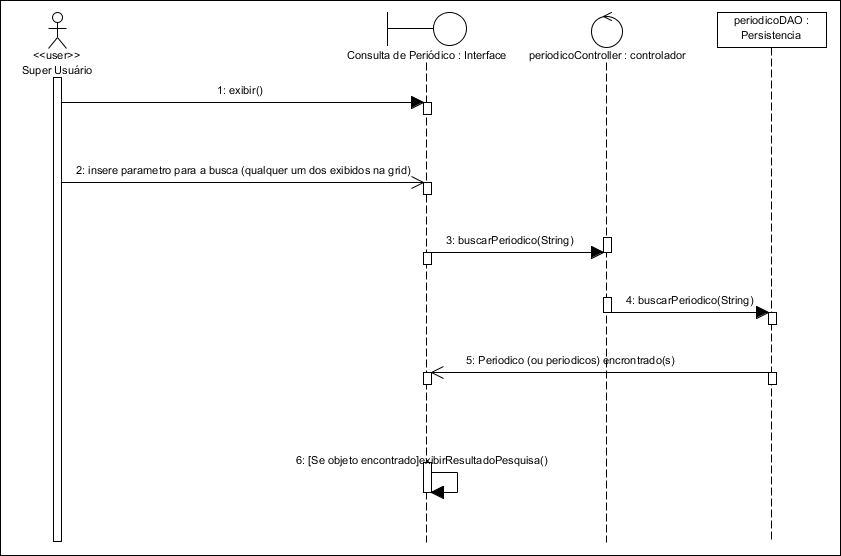 <<user>>
Super Usuário
Consulta de Periódico : Interface
periodicoController : controlador
periodicoDAO :
Persistencia
1: exibir()
2: insere parametro para a busca (qualquer um dos exibidos na grid)
3: buscarPeriodico(String)
4: buscarPeriodico(String)
5: Periodico (ou periodicos) encrontrado(s)
6: [Se objeto encontrado]exibirResultadoPesquisa()